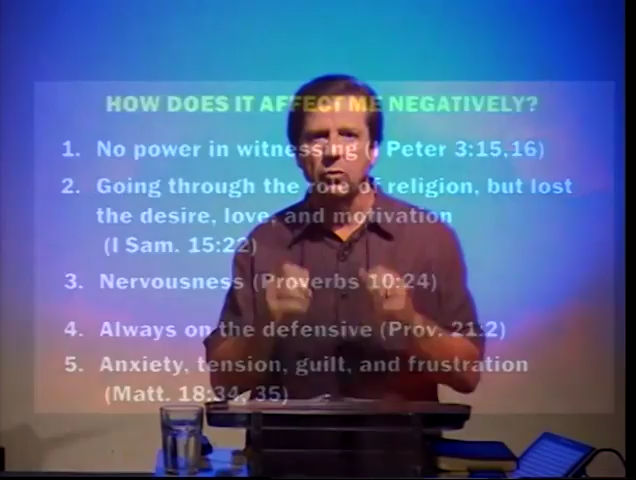 HOW DOES IT AFFECT ME NEGATIVELY?
1. No power in witnessing (I Peter 3:15,16)
2. Going through the role of religion, but lost
the desire, love, and motivation
(I Sam. 15:22)
3. Nervousness (Proverbs 10:24)
4. Always on the defensive (Prov. 21:2)
5. Anxiety, tension, guilt, and frustration
(Matt. 18:34, 35)